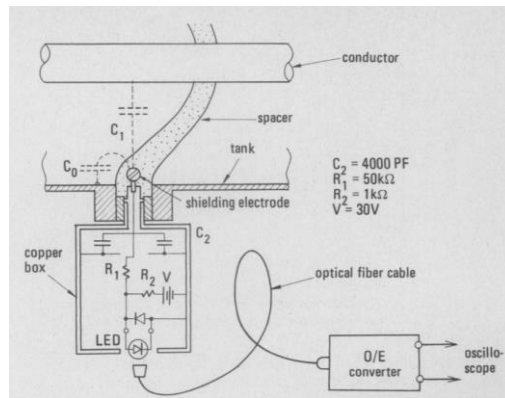 conductor
C1
spacer
C0
tank
C2 = 4000 PF
R1 = 50kΩ
R2 = 1kΩ
V = 30V
shielding electrode
C2
copper
box
R1
R2
V
optical fiber cable
LED
O/E
converter
oscillo-
scope